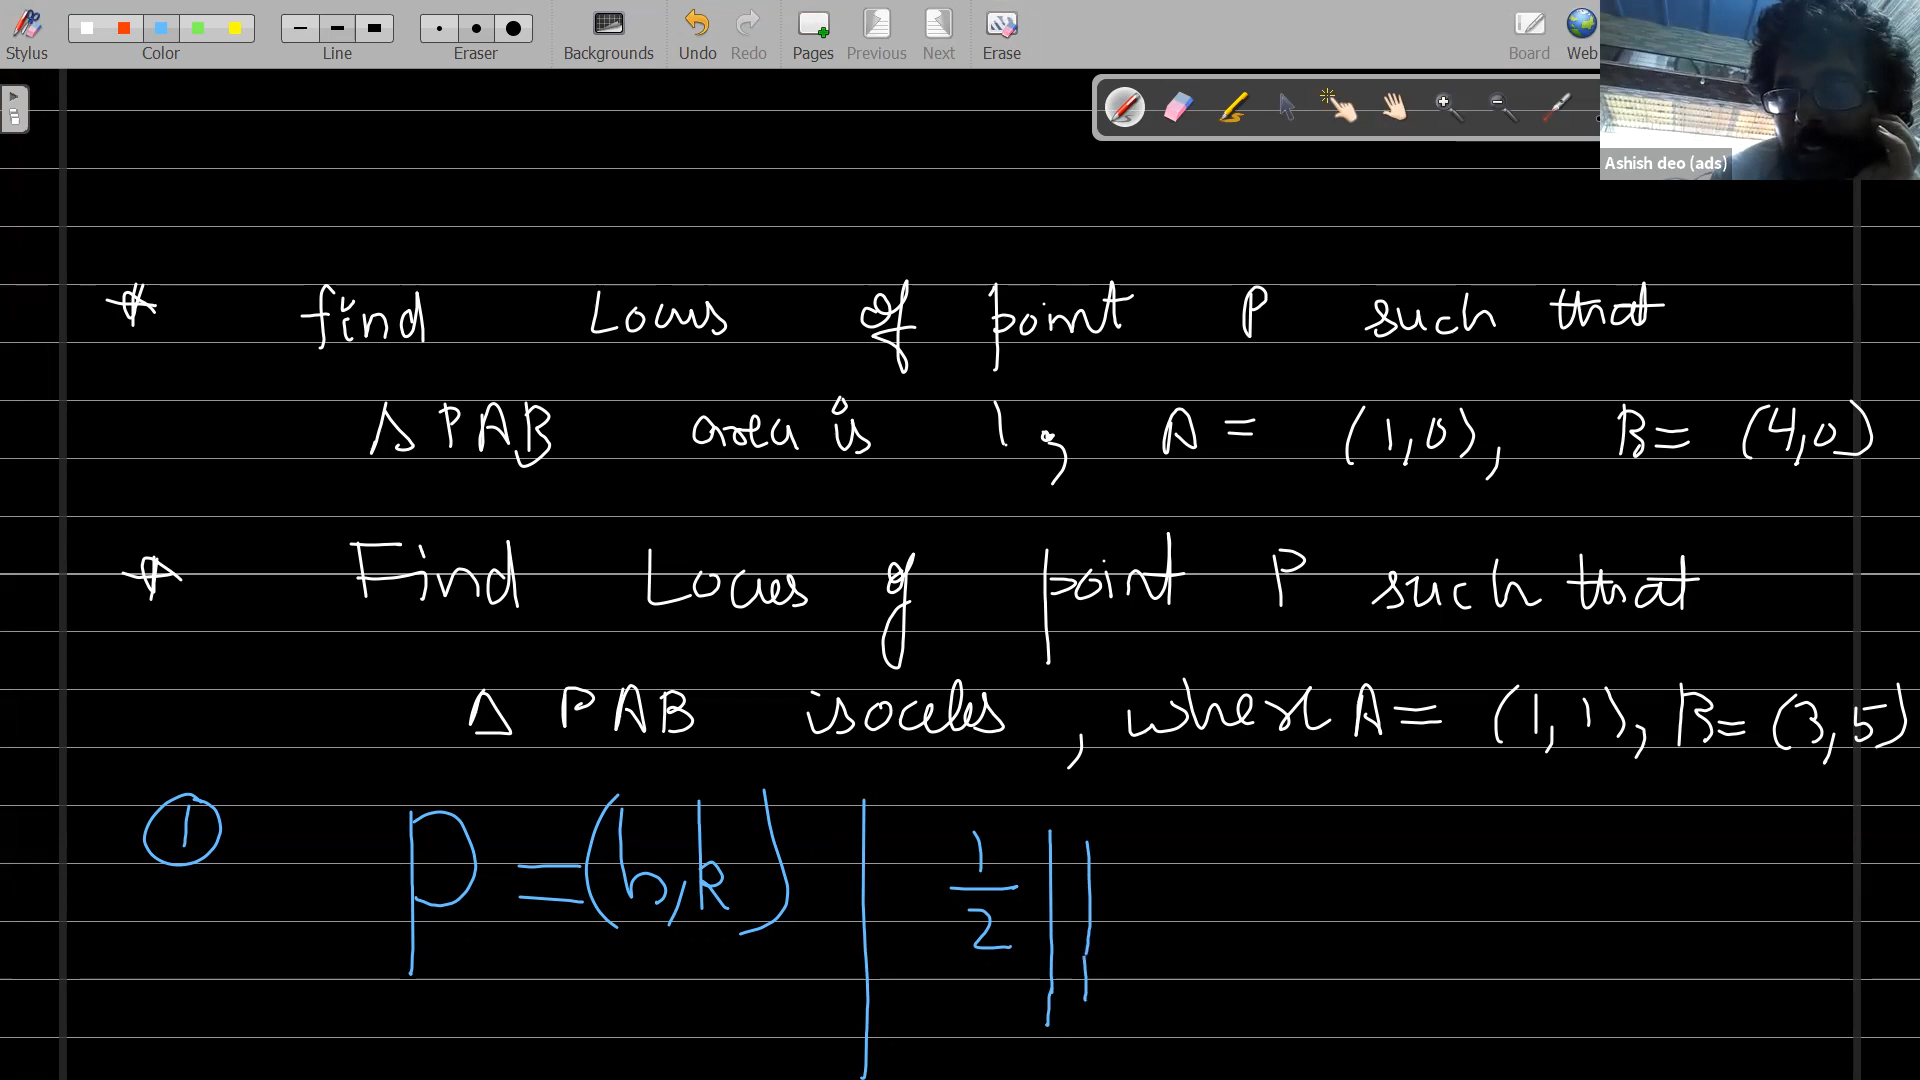 Stylus Color Line Eraser Backgrounds Undo Redo Pages Previous Next Erase Board Web
Ashish deo (ads)
* find Locus of point P such that
Δ PAB area is 1, A = (1,0), B = (4,0)
* Find Locus of point P such that
Δ PAB isoceles, where A = (1,1), B = (3,5)
① P = (h,k) | 1/2 ||